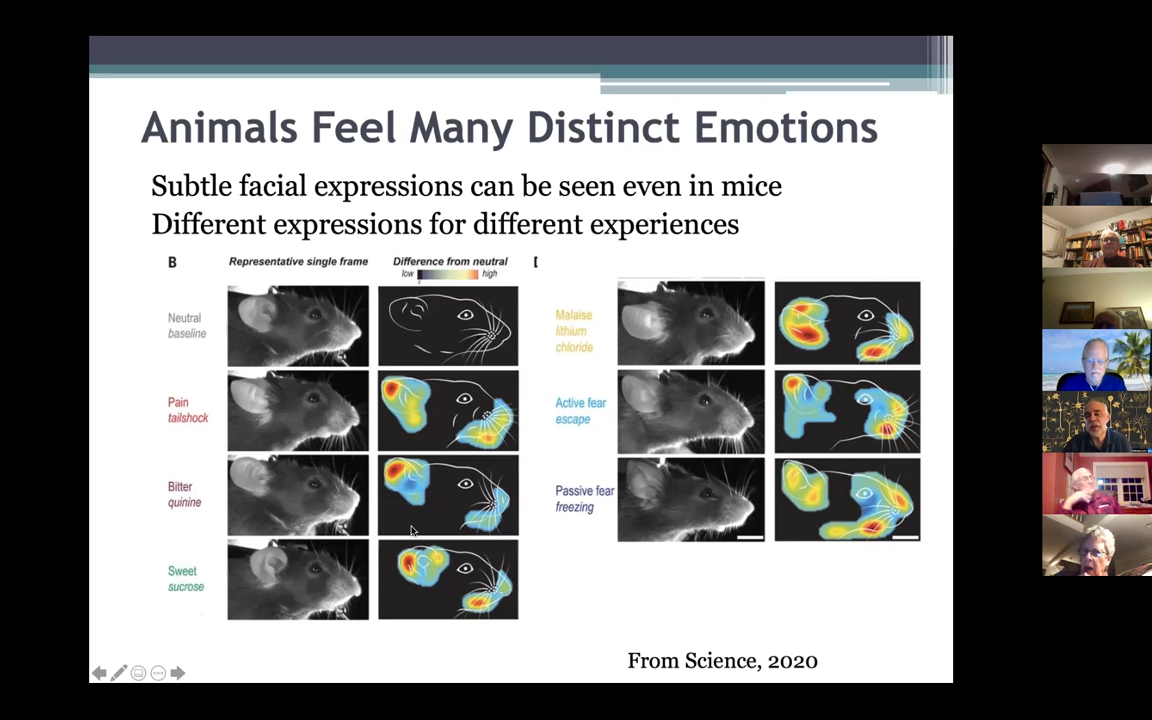 Animals Feel Many Distinct Emotions
Subtle facial expressions can be seen even in mice
Different expressions for different experiences
B
Representative single frame
Difference from neutral
low
high
Neutral
baseline
Pain
tailshock
Bitter
quinine
Sweet
sucrose
Malaise
lithium
chloride
Active fear
escape
Passive fear
freezing
From Science, 2020